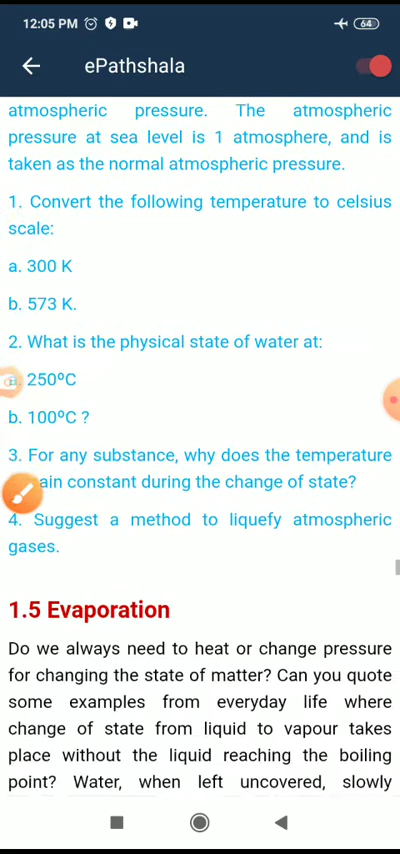 12:05 PM 64
ePathshala
atmospheric pressure. The atmospheric
pressure at sea level is 1 atmosphere, and is
taken as the normal atmospheric pressure.
1. Convert the following temperature to celsius
scale:
a. 300 K
b. 573 K.
2. What is the physical state of water at:
a. 250ºC
b. 100ºC ?
3. For any substance, why does the temperature
ain constant during the change of state?
4. Suggest a method to liquefy atmospheric
gases.
1.5 Evaporation
Do we always need to heat or change pressure
for changing the state of matter? Can you quote
some examples from everyday life where
change of state from liquid to vapour takes
place without the liquid reaching the boiling
point? Water, when left uncovered, slowly